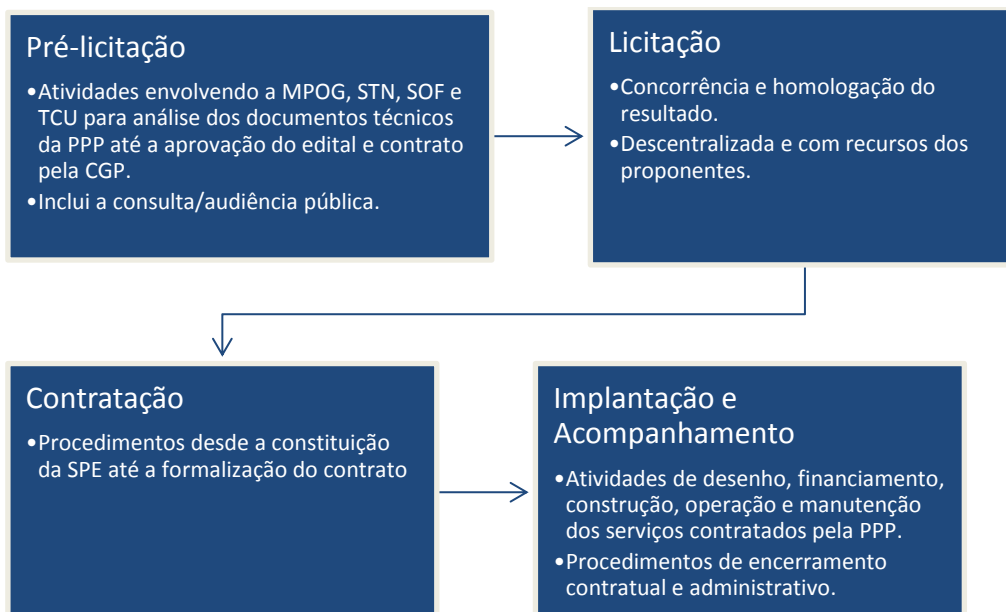 Pré-licitação
•Atividades envolvendo a MPOG, STN, SOF e
TCU para análise dos documentos técnicos
da PPP até a aprovação do edital e contrato
pela CGP.
•Inclui a consulta/audiência pública.
Licitação
•Concorrência e homologação do
resultado.
•Descentralizada e com recursos dos
proponentes.
Contratação
•Procedimentos desde a constituição
da SPE até a formalização do contrato
Implantação e
Acompanhamento
•Atividades de desenho, financiamento,
construção, operação e manutenção
dos serviços contratados pela PPP.
•Procedimentos de encerramento
contratual e administrativo.